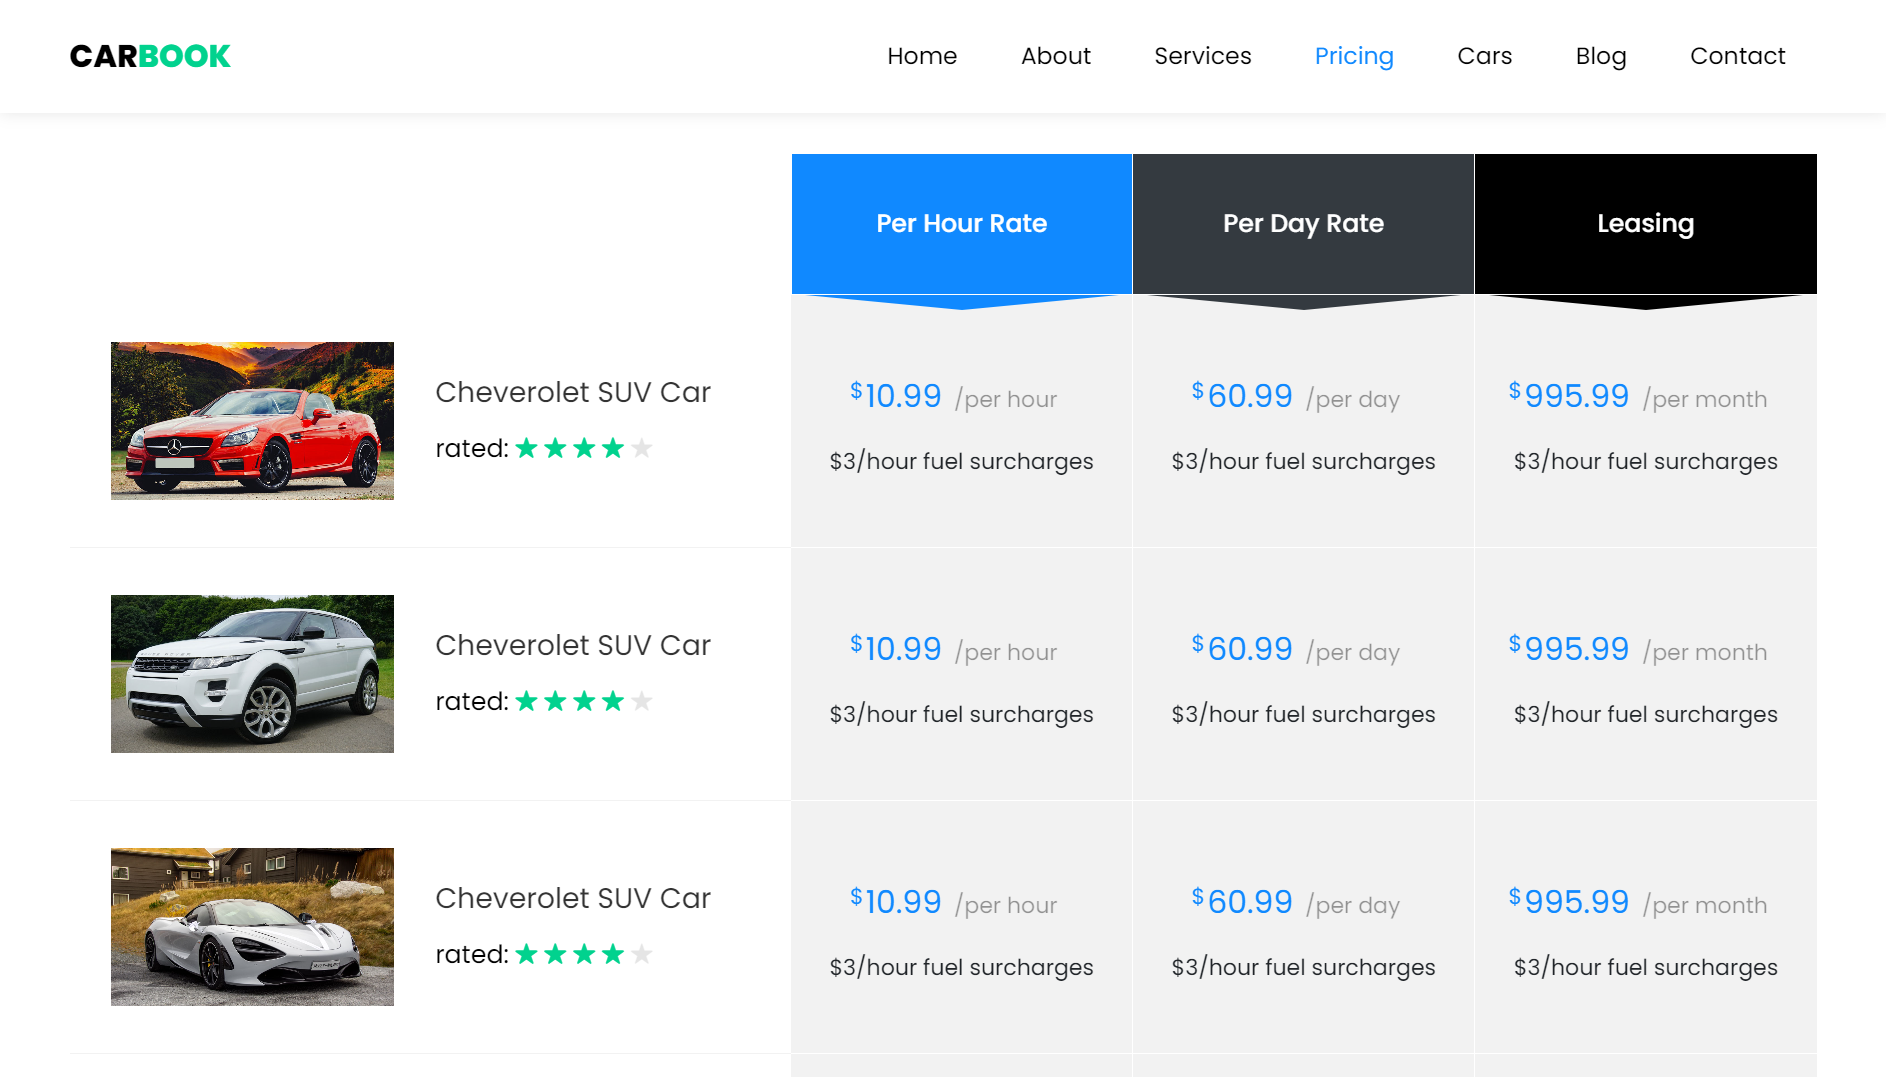 CARBOOK
Home About Services Pricing Cars Blog Contact
Per Hour Rate Per Day Rate Leasing
Cheverolet SUV Car
rated:
$10.99 /per hour
$3/hour fuel surcharges
$60.99 /per day
$3/hour fuel surcharges
$995.99 /per month
$3/hour fuel surcharges
Cheverolet SUV Car
rated:
$10.99 /per hour
$3/hour fuel surcharges
$60.99 /per day
$3/hour fuel surcharges
$995.99 /per month
$3/hour fuel surcharges
Cheverolet SUV Car
rated:
$10.99 /per hour
$3/hour fuel surcharges
$60.99 /per day
$3/hour fuel surcharges
$995.99 /per month
$3/hour fuel surcharges